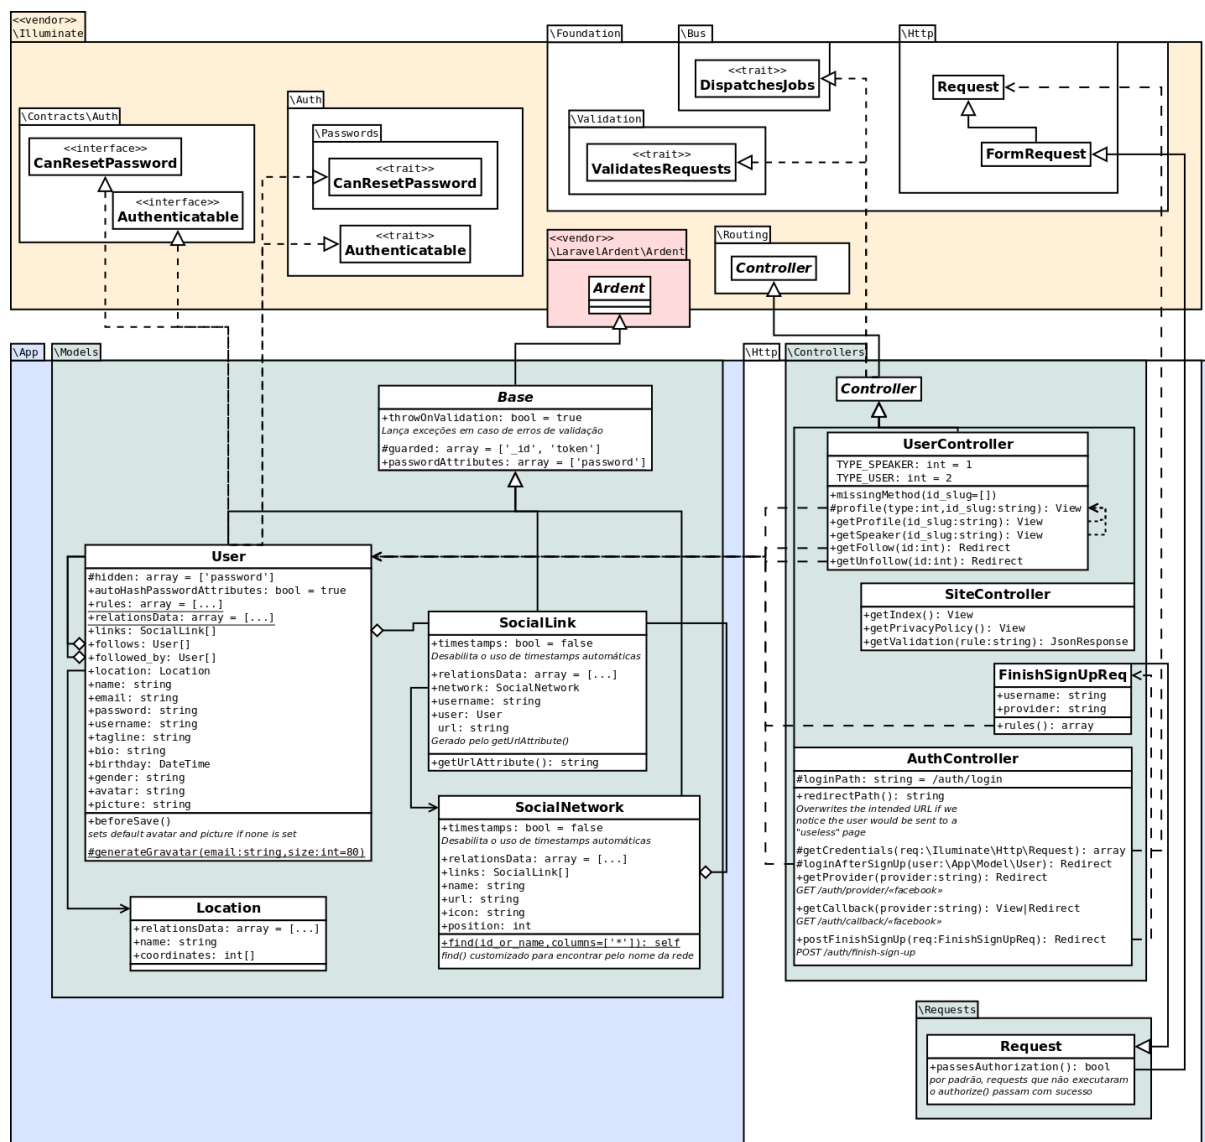 <<vendor>>
\Illuminate
\Foundation
\Bus
<<trait>>
DispatchesJobs
\Validation
<<trait>>
ValidatesRequests
\Http
Request
FormRequest
\Contracts\Auth
<<interface>>
CanResetPassword
<<interface>>
Authenticatable
\Auth
\Passwords
<<trait>>
CanResetPassword
<<trait>>
Authenticatable
<<vendor>>
\LaravelArdent\Ardent
Ardent
\Routing
Controller
\App
\Models
Base
+throwOnValidation: bool = true
Lança exceções em caso de erros de validação
#guarded: array = ['_id', 'token']
+passwordAttributes: array = ['password']
User
#hidden: array = ['password']
+autoHashPasswordAttributes: bool = true
+rules: array = [...]
+relationsData: array = [...]
+links: SocialLink[]
+follows: User[]
+followed_by: User[]
+location: Location
+name: string
+email: string
+password: string
+username: string
+tagline: string
+bio: string
+birthday: DateTime
+gender: string
+avatar: string
+picture: string
+beforeSave()
sets default avatar and picture if none is set
#generateGravatar(email:string,size:int=80)
SocialLink
+timestamps: bool = false
Desabilita o uso de timestamps automáticas
+relationsData: array = [...]
+network: SocialNetwork
+username: string
+user: User
url: string
Gerado pelo getUrlAttribute()
+getUrlAttribute(): string
SocialNetwork
+timestamps: bool = false
Desabilita o uso de timestamps automáticas
+relationsData: array = [...]
+links: SocialLink[]
+name: string
+url: string
+icon: string
+position: int
+find(id_or_name,columns=['*']): self
find() customizado para encontrar pelo nome da rede
Location
+relationsData: array = [...]
+name: string
+coordinates: int[]
\Http
\Controllers
Controller
UserController
TYPE_SPEAKER: int = 1
TYPE_USER: int = 2
+missingMethod(id_slug=[])
#profile(type:int,id_slug:string): View
+getProfile(id_slug:string): View
+getSpeaker(id_slug:string): View
+getFollow(id:int): Redirect
+getUnfollow(id:int): Redirect
SiteController
+getIndex(): View
+getPrivacyPolicy(): View
+getValidation(rule:string): JsonResponse
FinishSignUpReq
+username: string
+provider: string
+rules(): array
AuthController
#loginPath: string = /auth/login
+redirectPath(): string
Overwrites the intended URL if we
notice the user would be sent to a
"useless" page
#getCredentials(req:\Iluminate\Http\Request): array
#loginAfterSignUp(user:\App\Model\User): Redirect
+getProvider(provider:string): Redirect
GET /auth/provider/«facebook»
+getCallback(provider:string): View|Redirect
GET /auth/callback/«facebook»
+postFinishSignUp(req:FinishSignUpReq): Redirect
POST /auth/finish-sign-up
\Requests
Request
+passesAuthorization(): bool
por padrão, requests que não executaram
o authorize() passam com sucesso